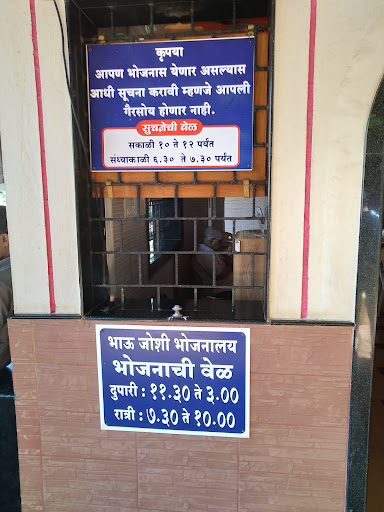 कृपया
आपण भोजनास येणार असल्यास
आधी सूचना करावी म्हणजे आपली
गैरसोय होणार नाही.
सुचनेची वेळ
सकाळी १० ते १२ पर्यंत
संध्याकाळी ६.३० ते ७.३० पर्यंत
भाऊ जोशी भोजनालय
भोजनाची वेळ
दुपारी : ११.३० ते ३.००
रात्री : ७.३० ते १०.००